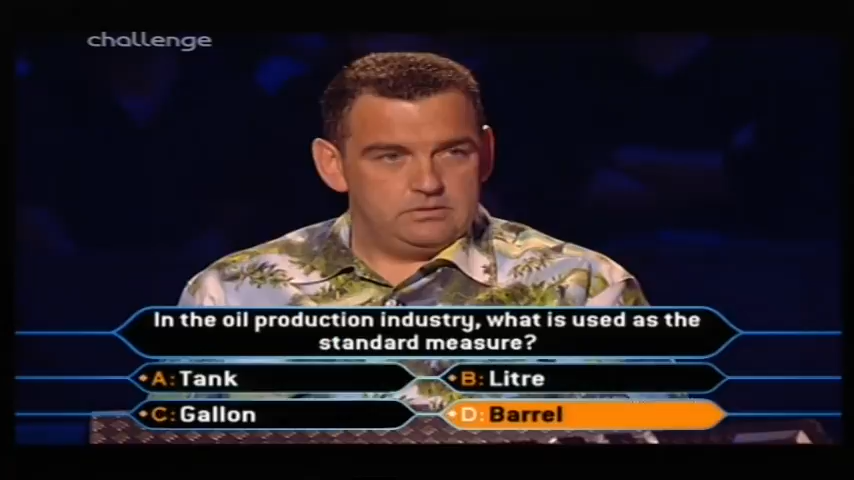 challenge
In the oil production industry, what is used as the
standard measure?
A: Tank
B: Litre
C: Gallon
D: Barrel